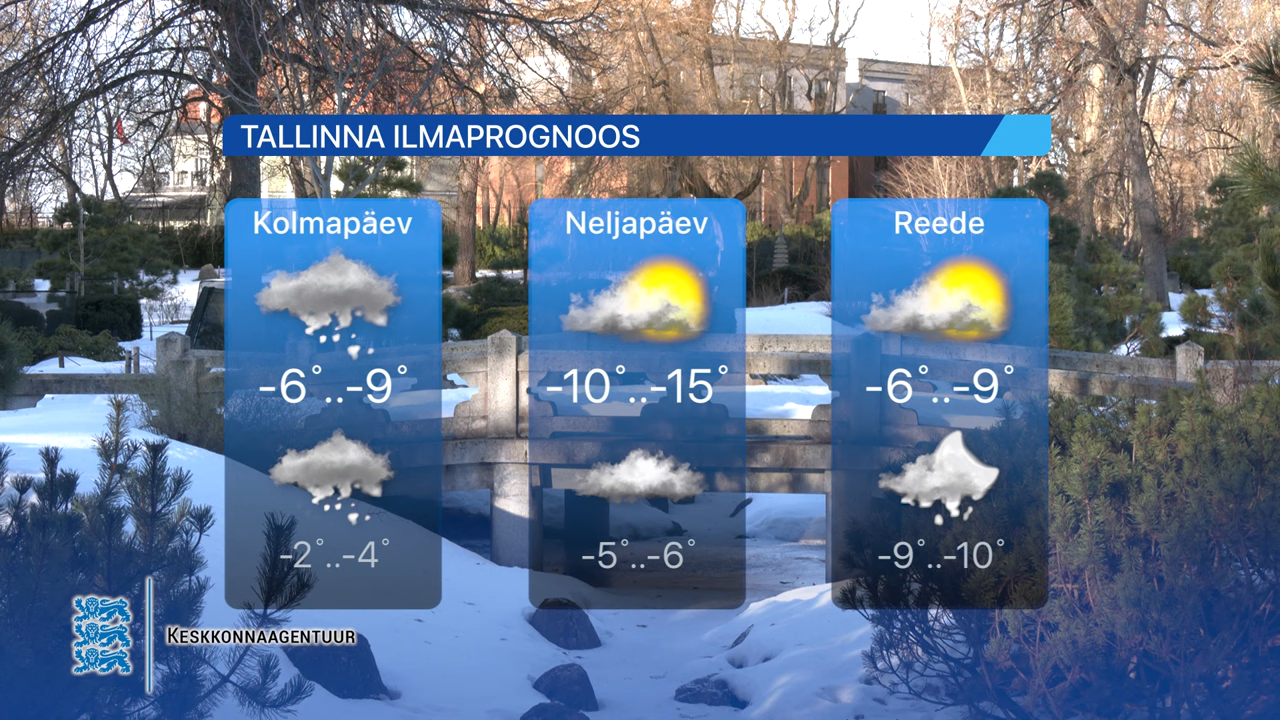 TALLINNA ILMAPROGNOOS
Kolmapäev
-6°..-9°
-2°..-4°
Neljapäev
-10°..-15°
-5°..-6°
Reede
-6°..-9°
-9°..-10°
KESKKONNAAGENTUUR